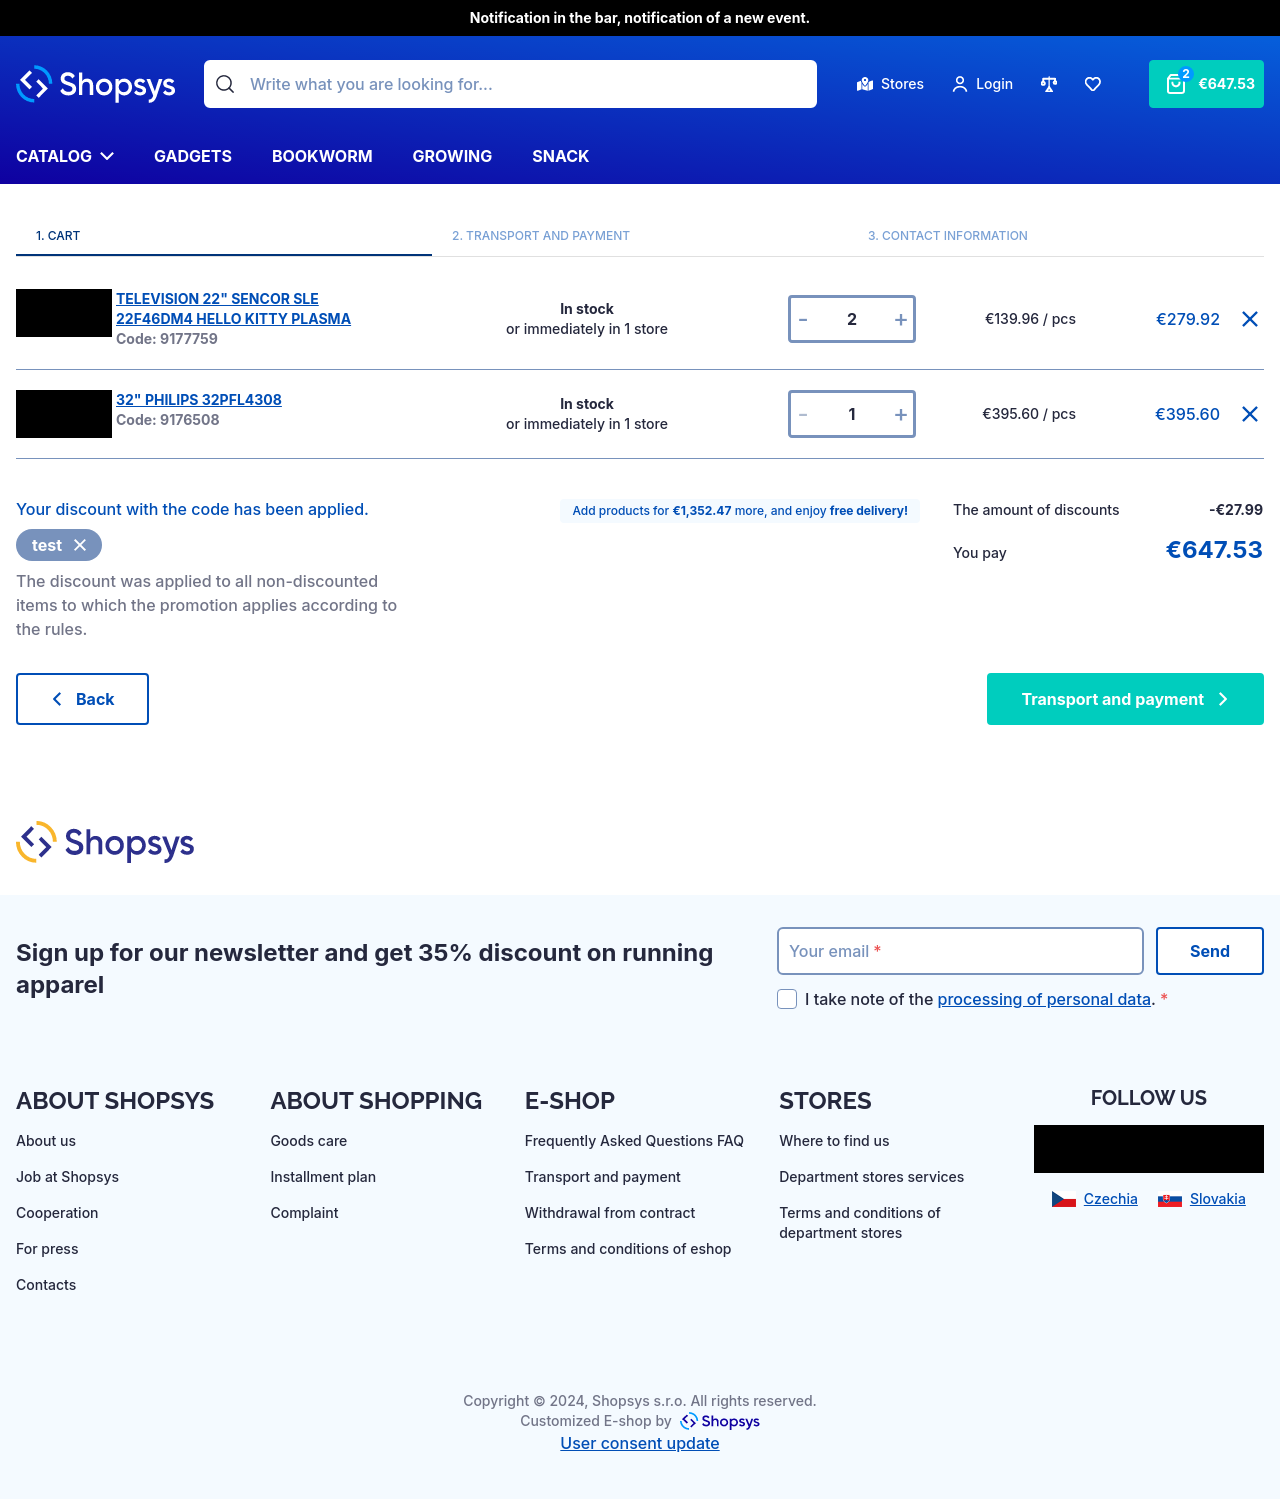 Notification in the bar, notification of a new event.
Shopsys
Write what you are looking for...
Stores
Login
2
€647.53
CATALOG
GADGETS
BOOKWORM
GROWING
SNACK
1. CART
2. TRANSPORT AND PAYMENT
3. CONTACT INFORMATION
TELEVISION 22" SENCOR SLE
22F46DM4 HELLO KITTY PLASMA
Code: 9177759
In stock
or immediately in 1 store
- 2 +
€139.96 / pcs
€279.92
32" PHILIPS 32PFL4308
Code: 9176508
In stock
or immediately in 1 store
- 1 +
€395.60 / pcs
€395.60
Your discount with the code has been applied.
test
The discount was applied to all non-discounted
items to which the promotion applies according to
the rules.
Add products for €1,352.47 more, and enjoy free delivery!
The amount of discounts
-€27.99
You pay
€647.53
Back
Transport and payment
Shopsys
Sign up for our newsletter and get 35% discount on running
apparel
Your email *
Send
I take note of the processing of personal data. *
ABOUT SHOPSYS
About us
Job at Shopsys
Cooperation
For press
Contacts
ABOUT SHOPPING
Goods care
Installment plan
Complaint
E-SHOP
Frequently Asked Questions FAQ
Transport and payment
Withdrawal from contract
Terms and conditions of eshop
STORES
Where to find us
Department stores services
Terms and conditions of
department stores
FOLLOW US
Czechia
Slovakia
Copyright © 2024, Shopsys s.r.o. All rights reserved.
Customized E-shop by Shopsys
User consent update